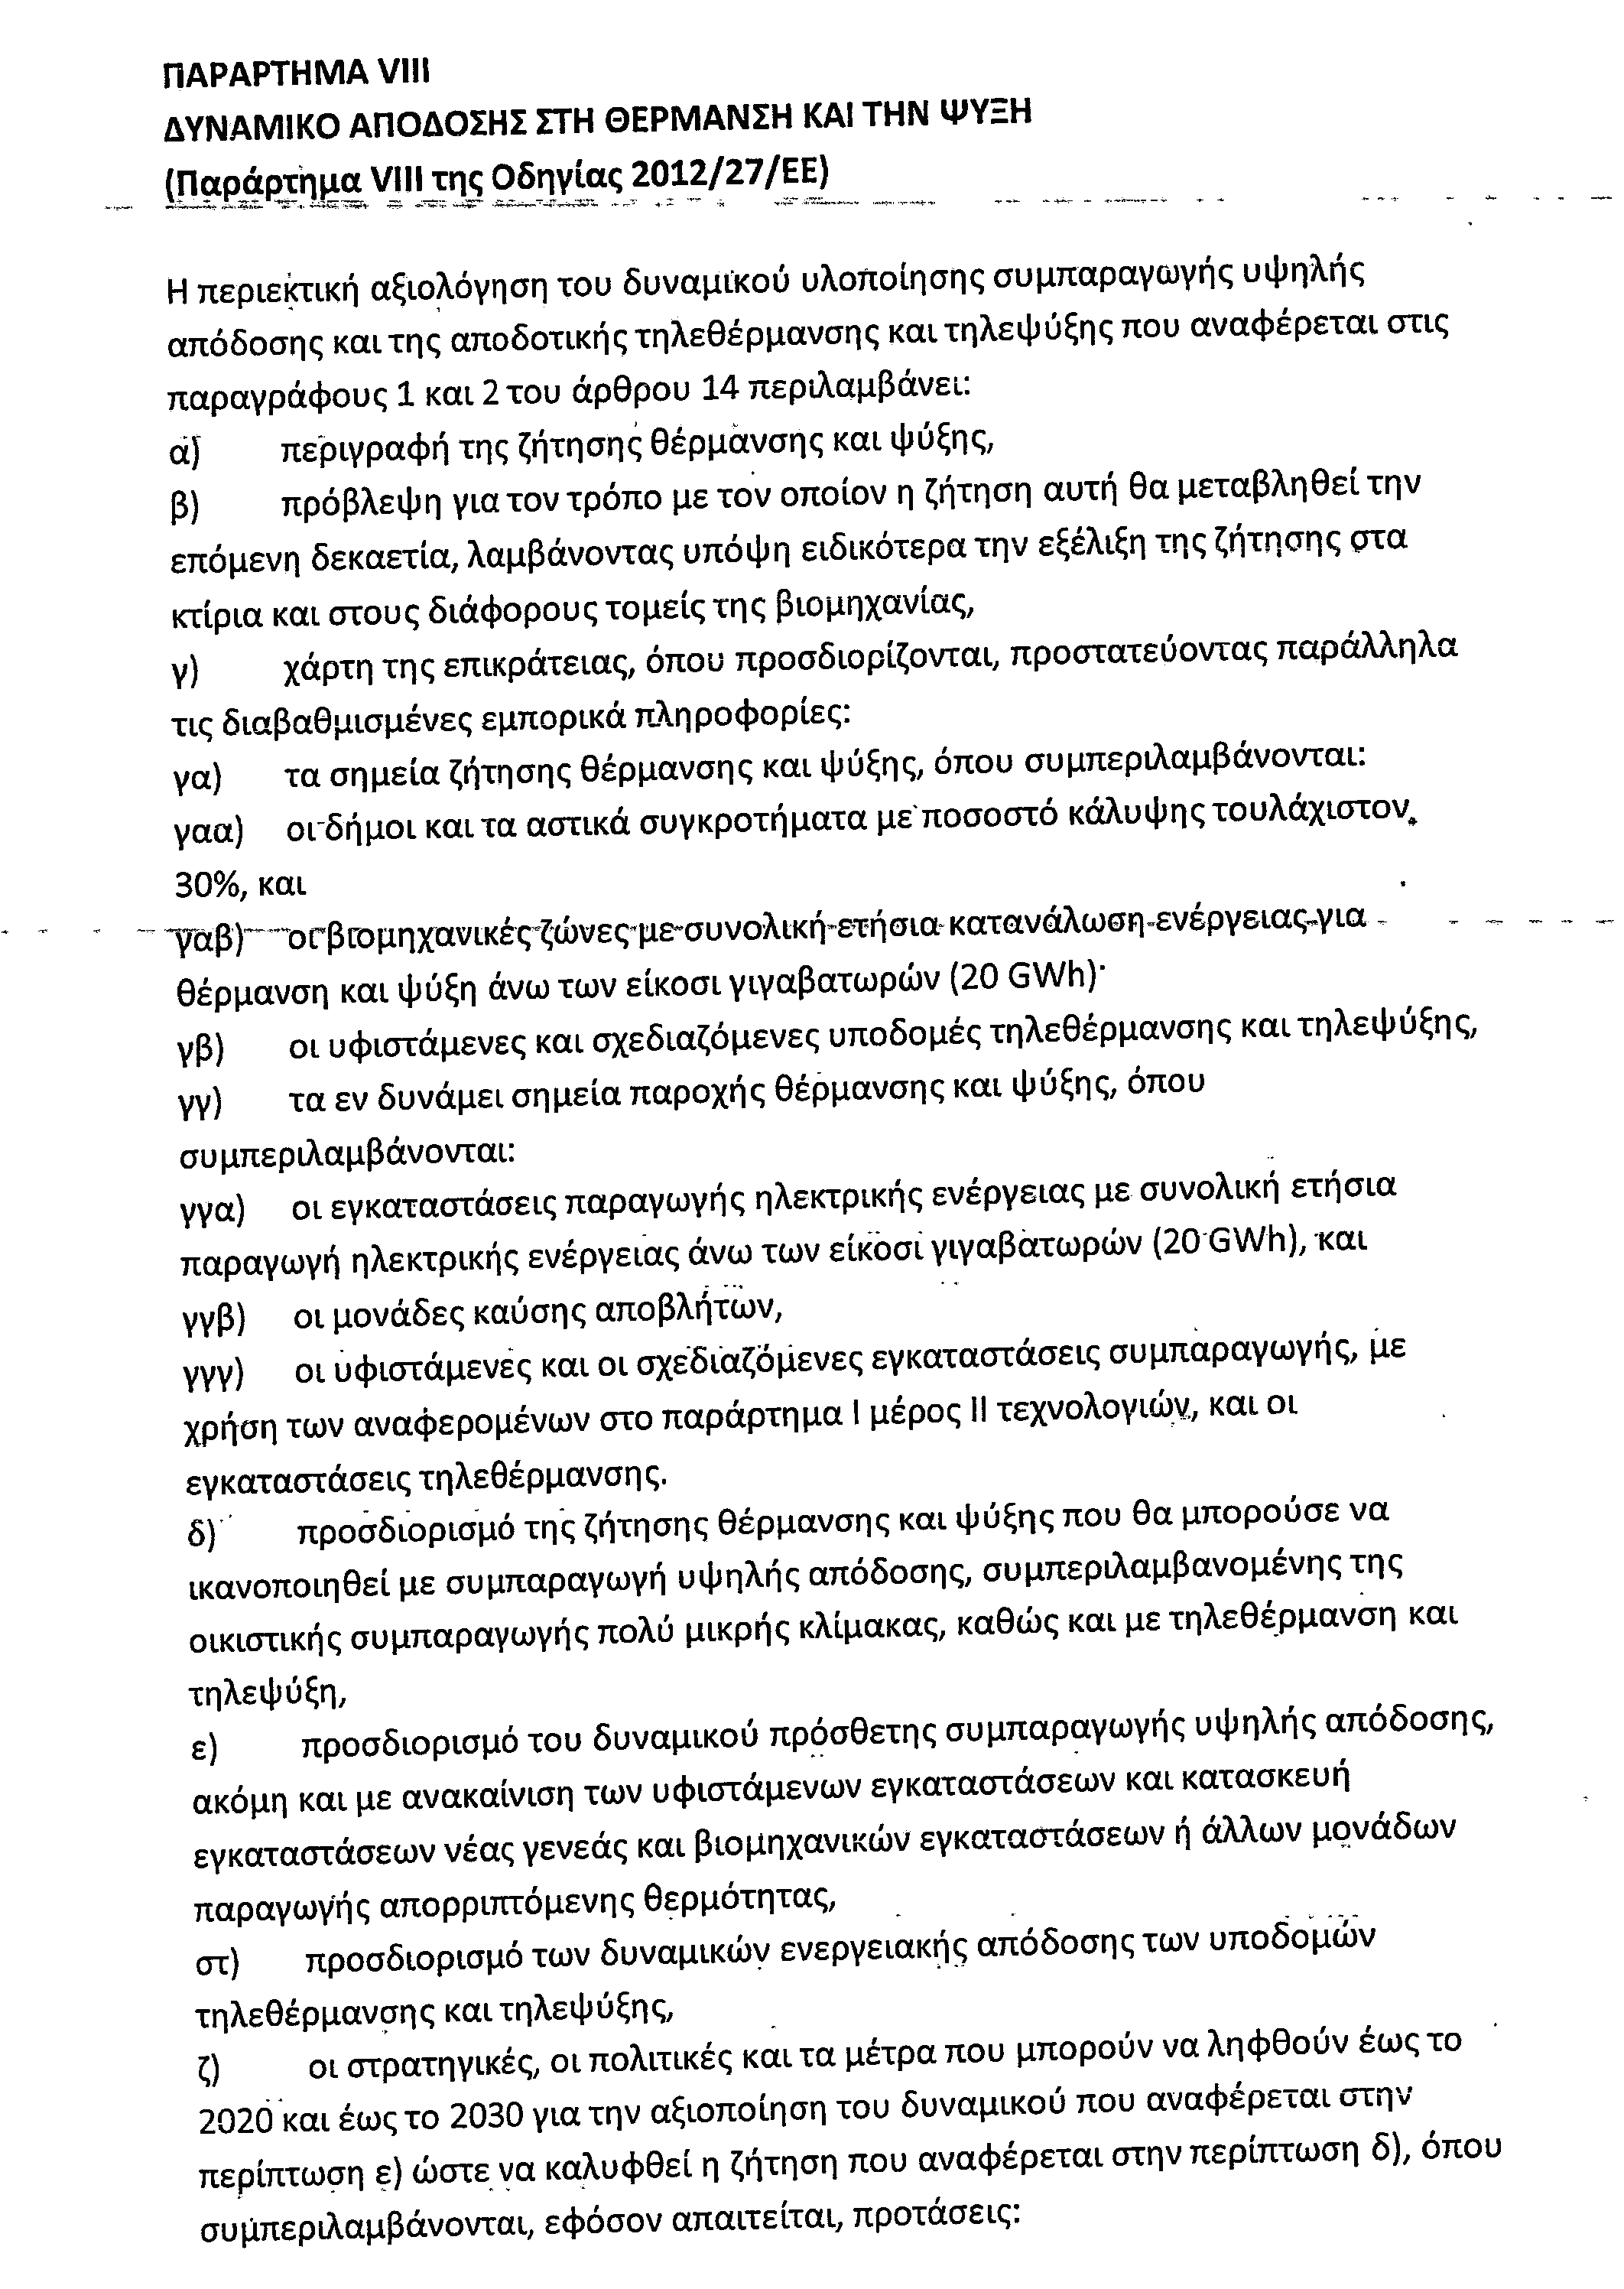 ΠΑΡΑΡΤΗΜΑ VIII
ΔΥΝΑΜΙΚΟ ΑΠΟΔΟΣΗΣ ΣΤΗ ΘΕΡΜΑΝΣΗ ΚΑΙ ΤΗΝ ΨΥΞΗ
(Παράρτημα VIII της Οδηγίας 2012/27/ΕΕ)
Η περιεκτική αξιολόγηση του δυναμικού υλοποίησης συμπαραγωγής υψηλής
απόδοσης και της αποδοτικής τηλεθέρμανσης και τηλεψύξης που αναφέρεται στις
παραγράφους 1 και 2 του άρθρου 14 περιλαμβάνει:
α) περιγραφή της ζήτησης θέρμανσης και ψύξης,
β) πρόβλεψη για τον τρόπο με τον οποίον η ζήτηση αυτή θα μεταβληθεί την
επόμενη δεκαετία, λαμβάνοντας υπόψη ειδικότερα την εξέλιξη της ζήτησης στα
κτίρια και στους διάφορους τομείς της βιομηχανίας,
γ) χάρτη της επικράτειας, όπου προσδιορίζονται, προστατεύοντας παράλληλα
τις διαβαθμισμένες εμπορικά πληροφορίες:
γα) τα σημεία ζήτησης θέρμανσης και ψύξης, όπου συμπεριλαμβάνονται:
γαα) οι δήμοι και τα αστικά συγκροτήματα με ποσοστό κάλυψης τουλάχιστον
30%, και
γαβ) οι βιομηχανικές ζώνες με συνολική ετήσια κατανάλωση ενέργειας για
θέρμανση και ψύξη άνω των είκοσι γιγαβατωρών (20 GWh)·
γβ) οι υφιστάμενες και σχεδιαζόμενες υποδομές τηλεθέρμανσης και τηλεψύξης,
γγ) τα εν δυνάμει σημεία παροχής θέρμανσης και ψύξης, όπου
συμπεριλαμβάνονται:
γγα) οι εγκαταστάσεις παραγωγής ηλεκτρικής ενέργειας με συνολική ετήσια
παραγωγή ηλεκτρικής ενέργειας άνω των είκοσι γιγαβατωρών (20 GWh), και
γγβ) οι μονάδες καύσης αποβλήτων,
γγγ) οι υφιστάμενες και οι σχεδιαζόμενες εγκαταστάσεις συμπαραγωγής, με
χρήση των αναφερομένων στο παράρτημα Ι μέρος ΙΙ τεχνολογιών, και οι
εγκαταστάσεις τηλεθέρμανσης.
δ) προσδιορισμό της ζήτησης θέρμανσης και ψύξης που θα μπορούσε να
ικανοποιηθεί με συμπαραγωγή υψηλής απόδοσης, συμπεριλαμβανομένης της
οικιστικής συμπαραγωγής πολύ μικρής κλίμακας, καθώς και με τηλεθέρμανση και
τηλεψύξη,
ε) προσδιορισμό του δυναμικού πρόσθετης συμπαραγωγής υψηλής απόδοσης,
ακόμη και με ανακαίνιση των υφιστάμενων εγκαταστάσεων και κατασκευή
εγκαταστάσεων νέας γενεάς και βιομηχανικών εγκαταστάσεων ή άλλων μονάδων
παραγωγής απορριπτόμενης θερμότητας,
στ) προσδιορισμό των δυναμικών ενεργειακής απόδοσης των υποδομών
τηλεθέρμανσης και τηλεψύξης,
ζ) οι στρατηγικές, οι πολιτικές και τα μέτρα που μπορούν να ληφθούν έως το
2020 και έως το 2030 για την αξιοποίηση του δυναμικού που αναφέρεται στην
περίπτωση ε) ώστε να καλυφθεί η ζήτηση που αναφέρεται στην περίπτωση δ), όπου
συμπεριλαμβάνονται, εφόσον απαιτείται, προτάσεις: